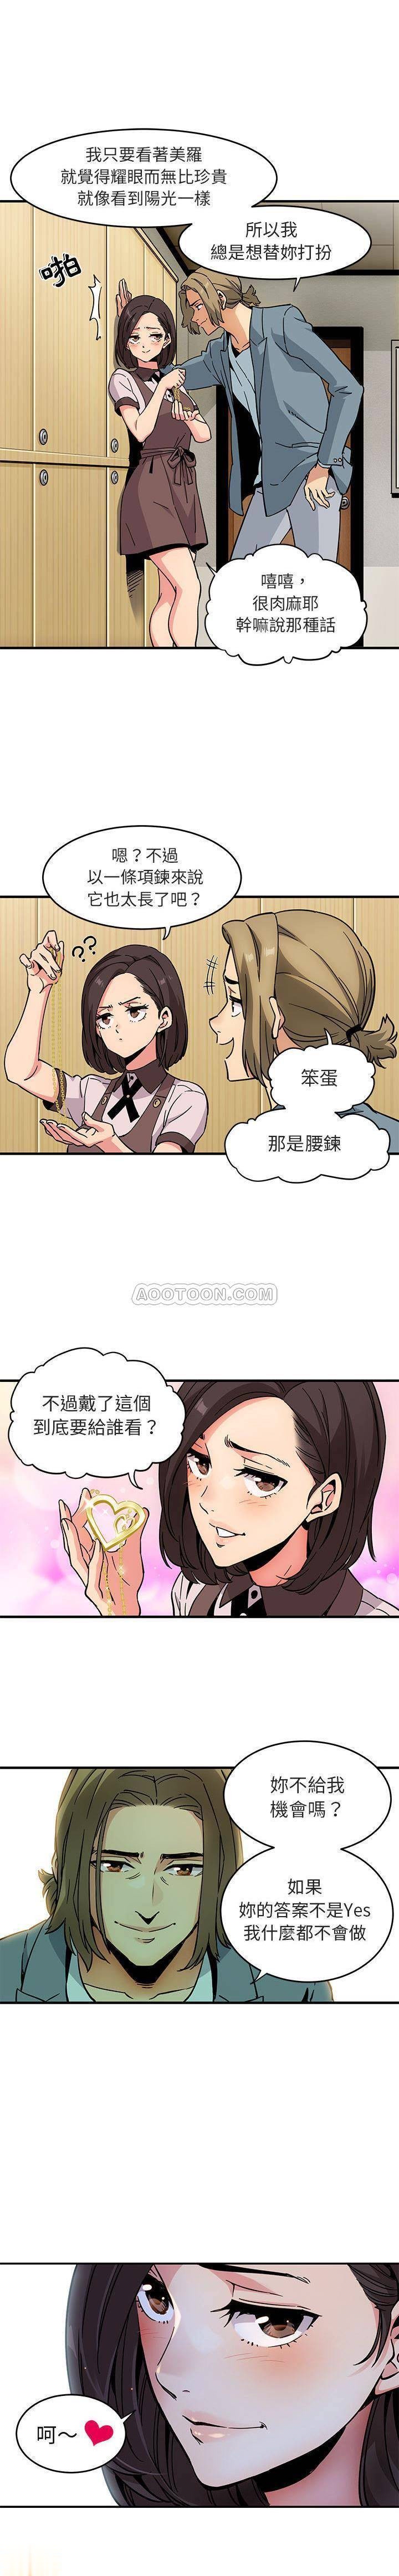 我只要看著美羅
就覺得耀眼而無比珍貴
就像看到陽光一樣
所以我
總是想替妳打扮
啪
嘻嘻，
很肉麻耶
幹嘛說那種話
嗯？不過
以一條項鍊來說
它也太長了吧？
??
笨蛋
那是腰鍊
AOOTOON.COM
不過戴了這個
到底要給誰看？
妳不給我
機會嗎？
如果
妳的答案不是Yes
我什麼都不會做
呵～